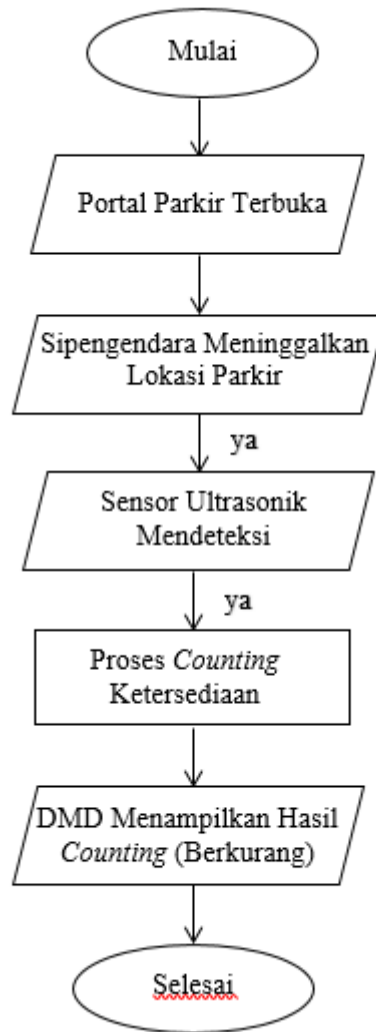 Mulai
Portal Parkir Terbuka
Sipengendara Meninggalkan
Lokasi Parkir
ya
Sensor Ultrasonik
Mendeteksi
ya
Proses Counting
Ketersediaan
DMD Menampilkan Hasil
Counting (Berkurang)
Selesai